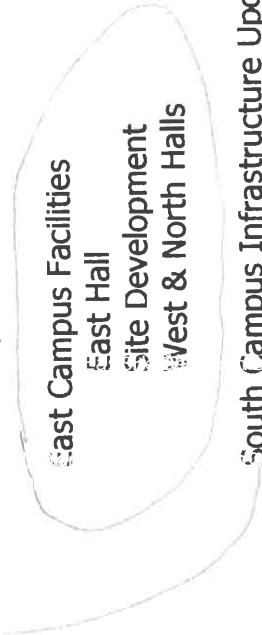 East Campus Facilities
East Hall
Site Development
West & North Halls
South Campus Infrastructure